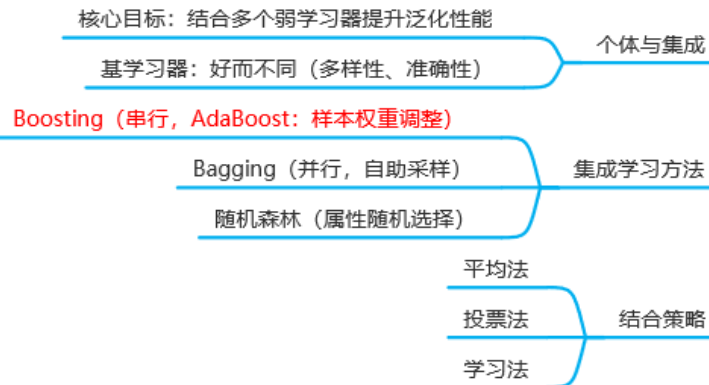 核心目标：结合多个弱学习器提升泛化性能
基学习器：好而不同（多样性、准确性）
个体与集成
Boosting（串行，AdaBoost：样本权重调整）
Bagging（并行，自助采样）
随机森林（属性随机选择）
集成学习方法
平均法
投票法
学习法
结合策略